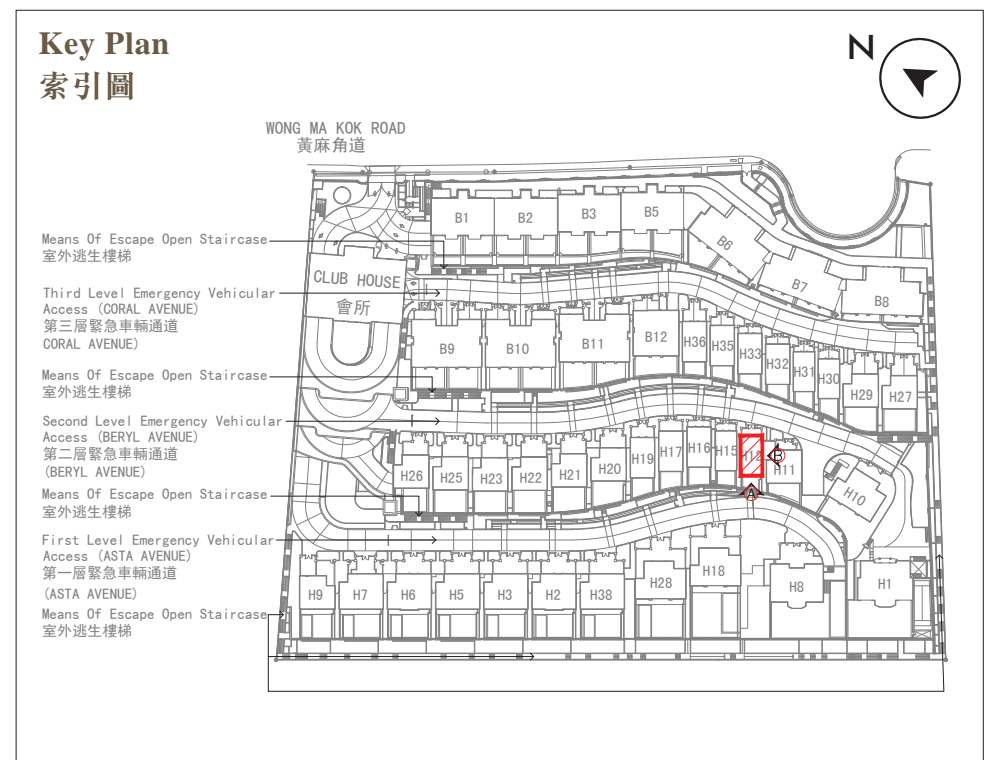 Key Plan
索引圖
N
WONG MA KOK ROAD
黃麻角道
Means Of Escape Open Staircase
室外逃生樓梯
Third Level Emergency Vehicular
Access (CORAL AVENUE)
第三層緊急車輛通道
CORAL AVENUE)
Means Of Escape Open Staircase
室外逃生樓梯
Second Level Emergency Vehicular
Access (BERYL AVENUE)
第二層緊急車輛通道
(BERYL AVENUE)
Means Of Escape Open Staircase
室外逃生樓梯
First Level Emergency Vehicular
Access (ASTA AVENUE)
第一層緊急車輛通道
(ASTA AVENUE)
Means Of Escape Open Staircase
室外逃生樓梯
CLUB HOUSE
會所
B1 B2 B3 B5 B6 B7 B8
B9 B10 B11 B12 H36 H35 H33 H32 H31 H30 H29 H27
H26 H25 H23 H22 H21 H20 H19 H17 H16 H15 H12 H11 H10
B
A
H9 H7 H6 H5 H3 H2 H38 H28 H18 H8 H1